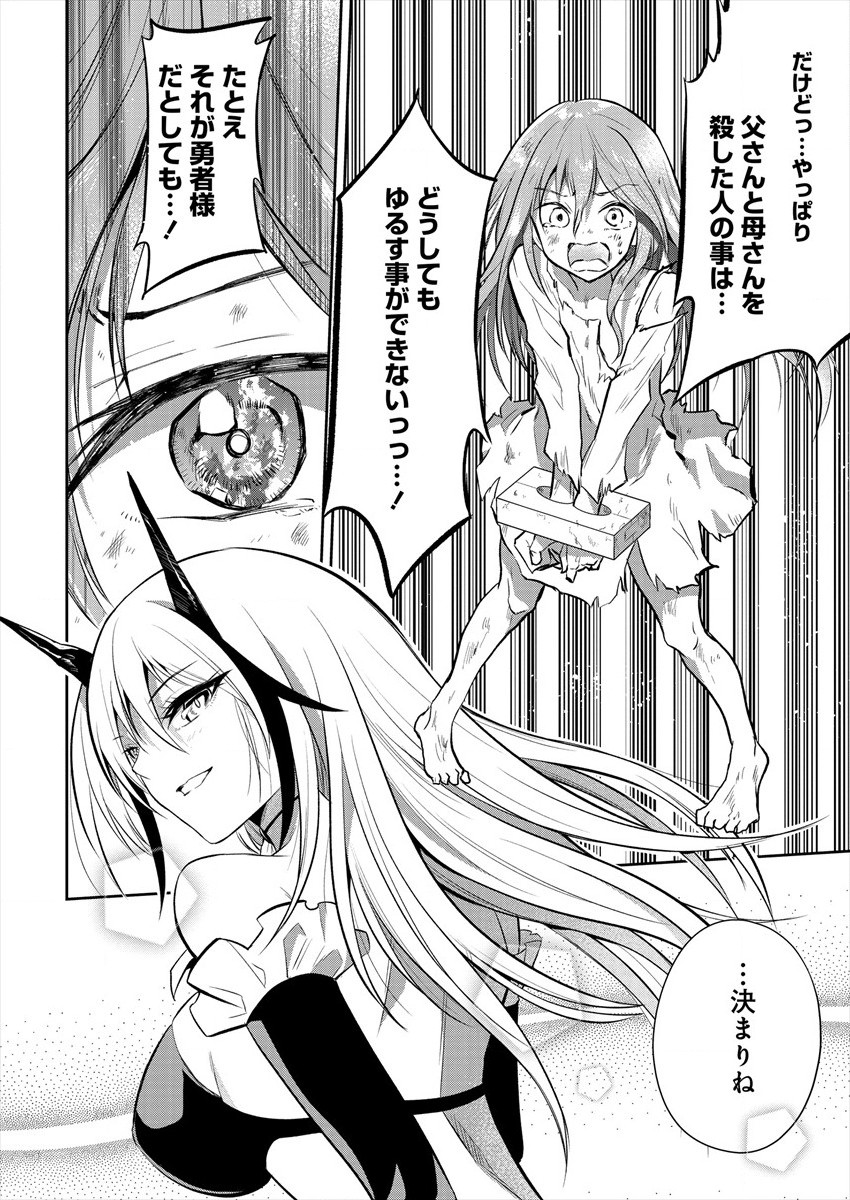 だけどっ…やっぱり
父さんと母さんを
殺した人の事は…
どうしても
ゆるす事ができないっっ…！
たとえ
それが勇者様
だとしても…！
…決まりね